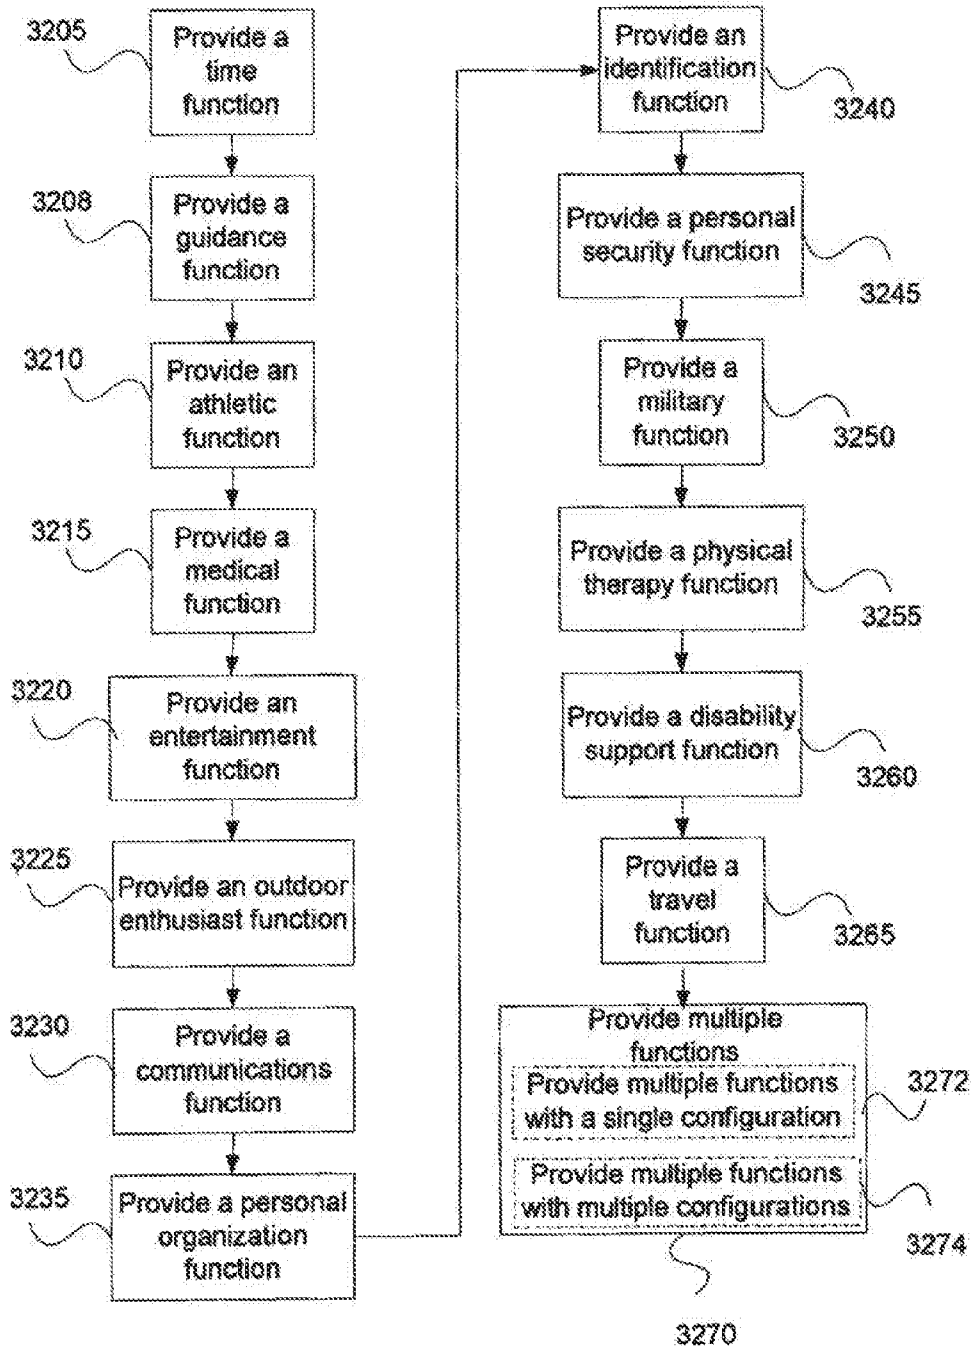 3205
Provide a
time
function
3208
Provide a
guidance
function
3210
Provide an
athletic
function
3215
Provide a
medical
function
3220
Provide an
entertainment
function
3225
Provide an outdoor
enthusiast function
3230
Provide a
communications
function
3235
Provide a personal
organization
function
Provide an
identification
function
3240
Provide a personal
security function
3245
Provide a
military
function
3250
Provide a physical
therapy function
3255
Provide a disability
support function
3260
Provide a
travel
function
3265
Provide multiple
functions
Provide multiple functions
with a single configuration
3272
Provide multiple functions
with multiple configurations
3274
3270